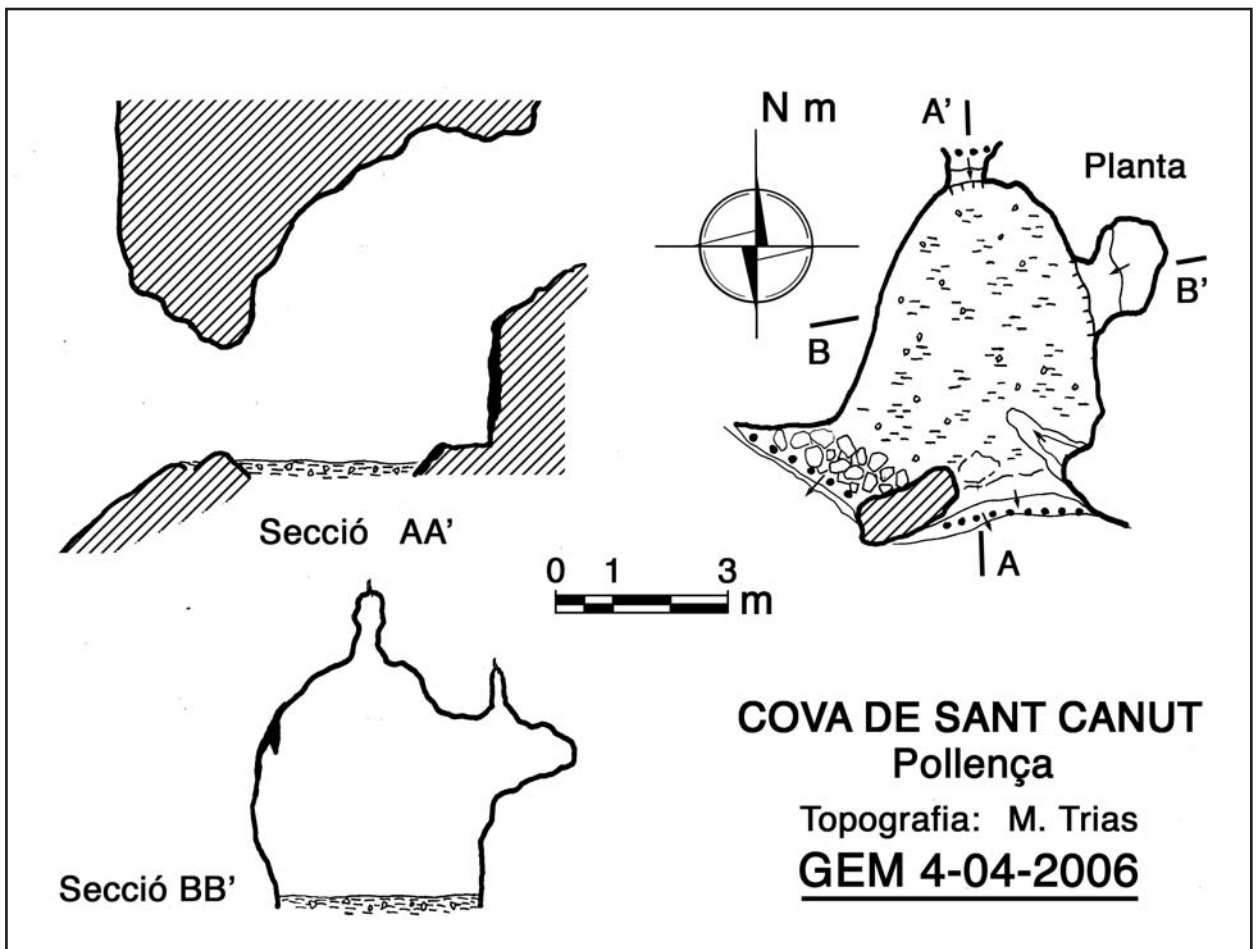 N m
A'
Planta
B'
B
A
Secció AA'
0 1 3
m
Secció BB'
COVA DE SANT CANUT
Pollença
Topografia: M. Trias
GEM 4-04-2006